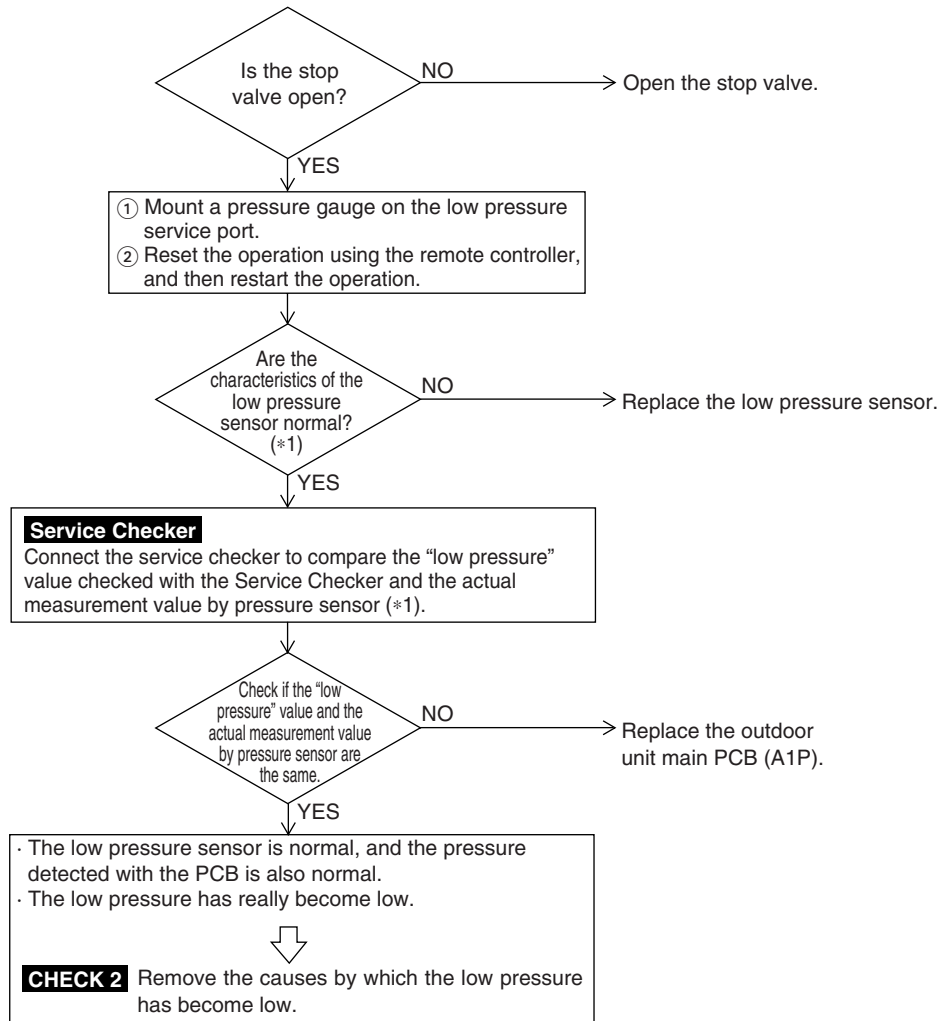 Is the stop
valve open?
NO
Open the stop valve.
YES
① Mount a pressure gauge on the low pressure
service port.
② Reset the operation using the remote controller,
and then restart the operation.
Are the
characteristics of the
low pressure
sensor normal?
(*1)
NO
Replace the low pressure sensor.
YES
Service Checker
Connect the service checker to compare the “low pressure”
value checked with the Service Checker and the actual
measurement value by pressure sensor (*1).
Check if the “low
pressure” value and the
actual measurement value
by pressure sensor are
the same.
NO
Replace the outdoor
unit main PCB (A1P).
YES
· The low pressure sensor is normal, and the pressure
detected with the PCB is also normal.
· The low pressure has really become low.
CHECK 2 Remove the causes by which the low pressure
has become low.